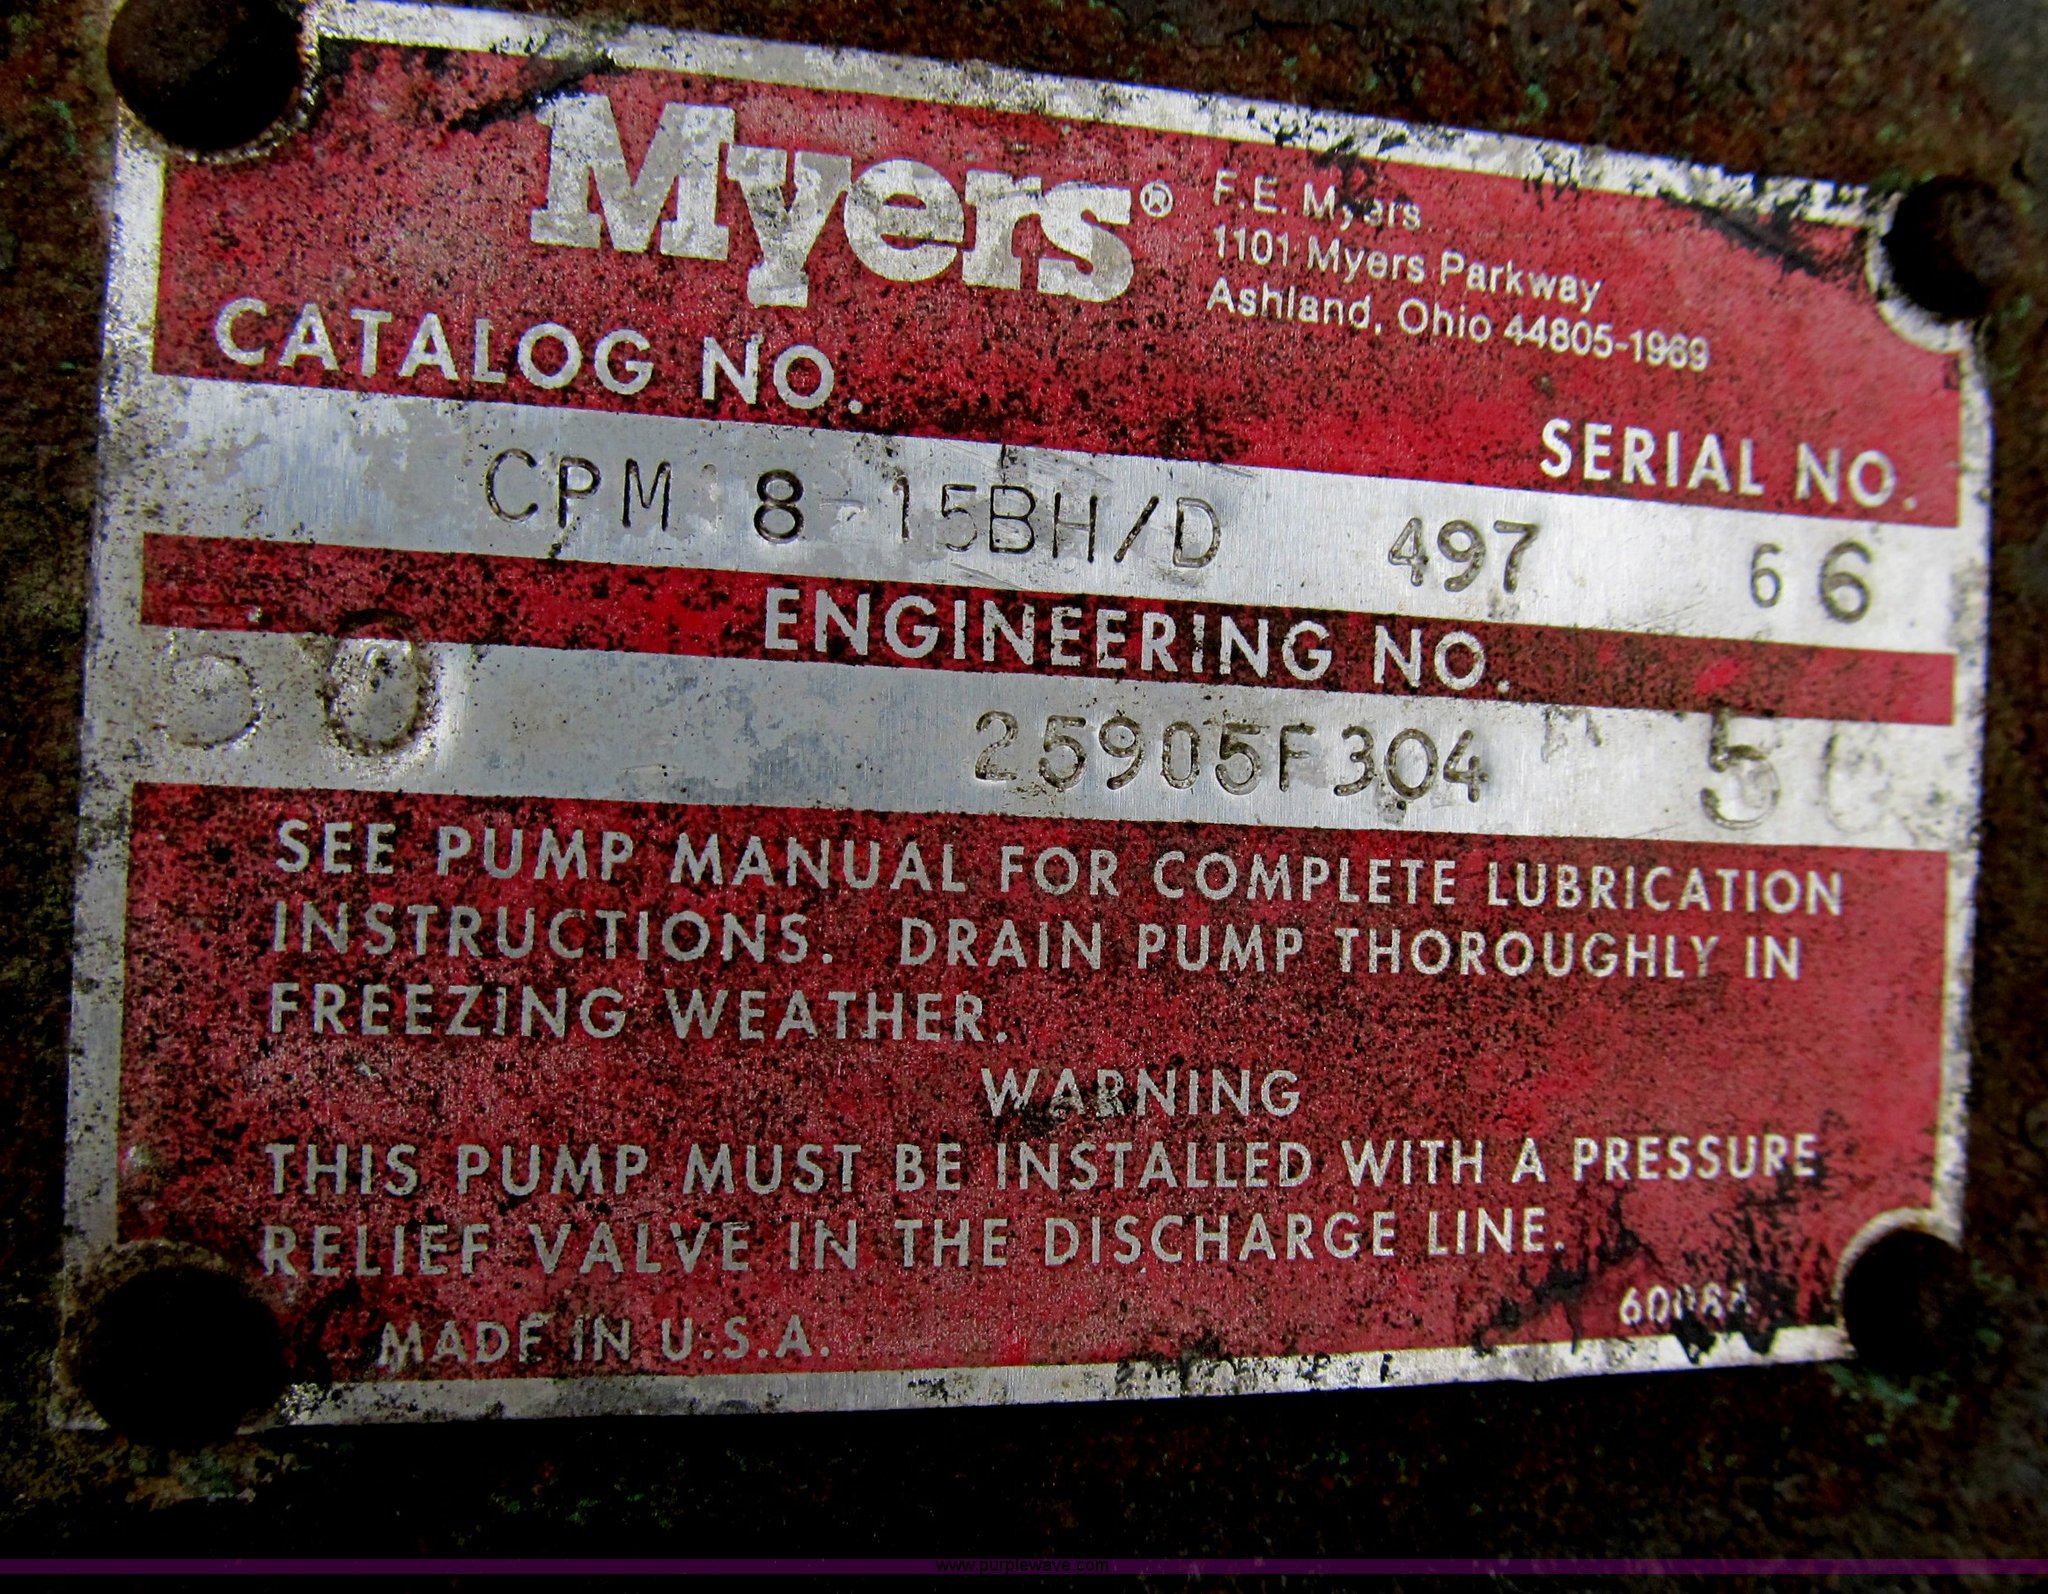 Myers®
F.E. Myers
1101 Myers Parkway
Ashland, Ohio 44805-1969
CATALOG NO.
SERIAL NO.
CPM 8 15BH/D 497 66
ENGINEERING NO.
50 25905F304 50
SEE PUMP MANUAL FOR COMPLETE LUBRICATION
INSTRUCTIONS. DRAIN PUMP THOROUGHLY IN
FREEZING WEATHER.
WARNING
THIS PUMP MUST BE INSTALLED WITH A PRESSURE
RELIEF VALVE IN THE DISCHARGE LINE.
MADE IN U.S.A.
www.purplewave.com